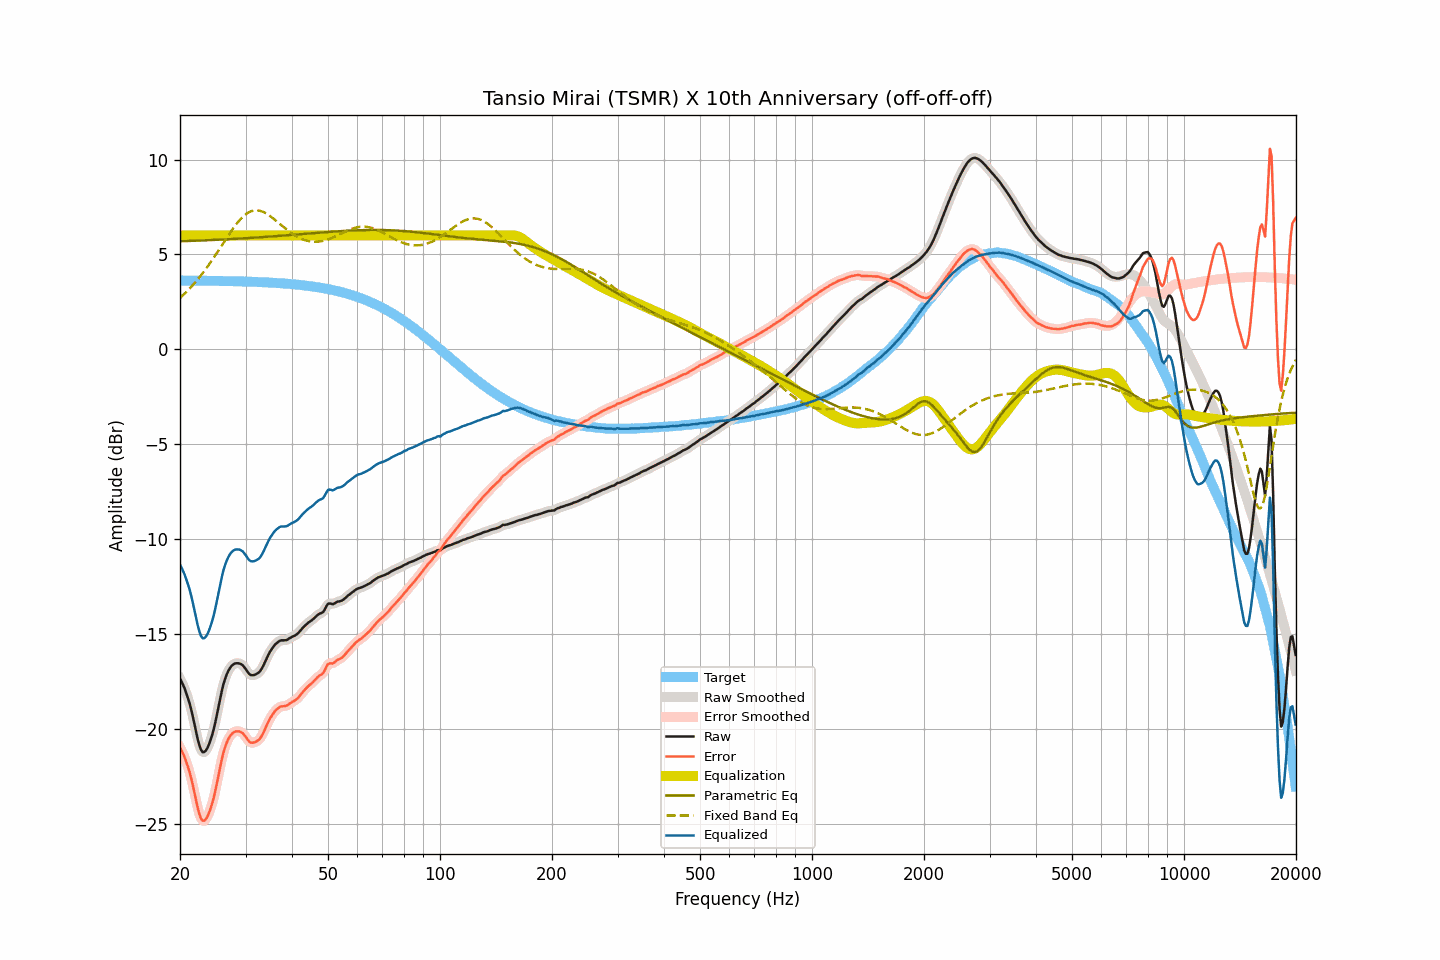 Tansio Mirai (TSMR) X 10th Anniversary (off-off-off)
Amplitude (dBr)
10
5
0
−5
−10
−15
−20
−25
Target
Raw Smoothed
Error Smoothed
Raw
Error
Equalization
Parametric Eq
Fixed Band Eq
Equalized
20
50
100
200
500
1000
2000
5000
10000
20000
Frequency (Hz)